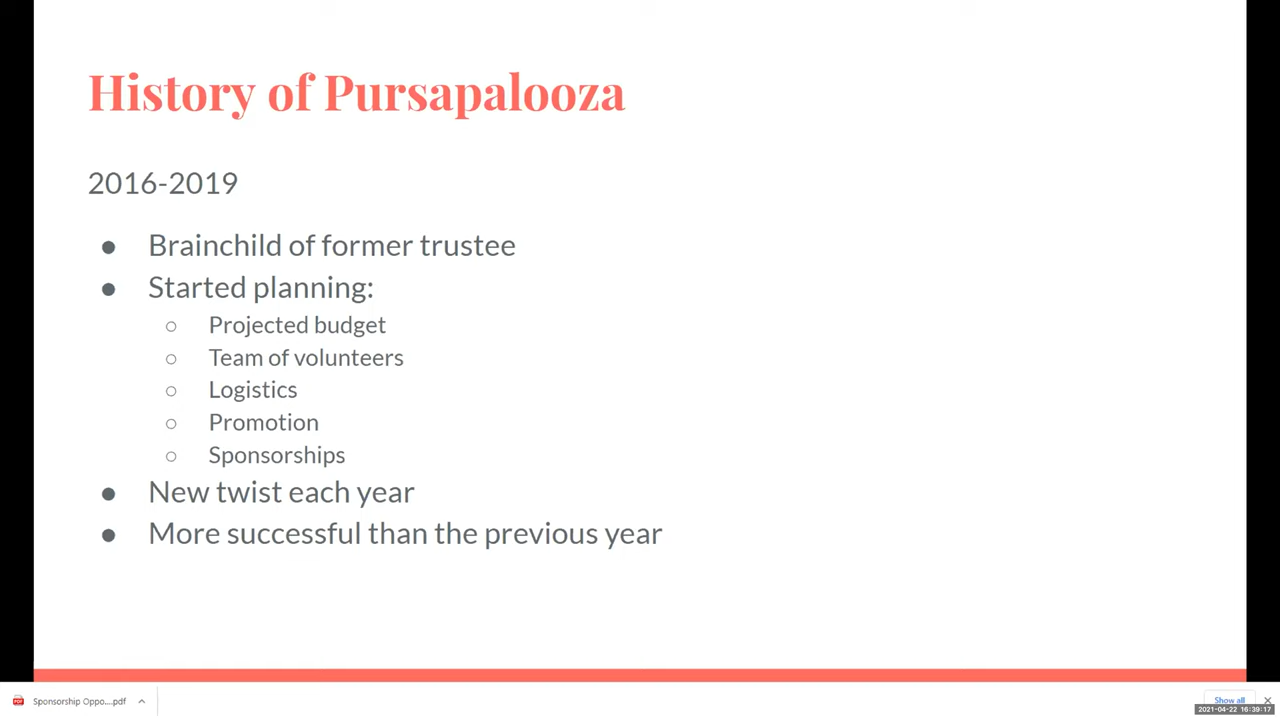 History of Pursapalooza
2016-2019
● Brainchild of former trustee
● Started planning:
○ Projected budget
○ Team of volunteers
○ Logistics
○ Promotion
○ Sponsorships
● New twist each year
● More successful than the previous year
Sponsorship Oppo....pdf
Show all
2021-04-22 16:39:17